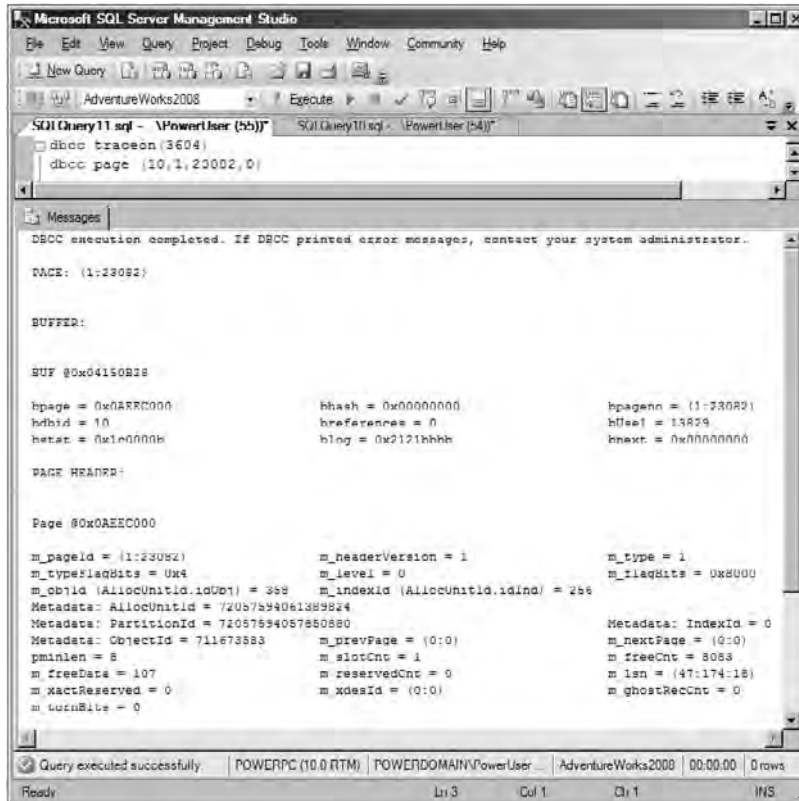 Microsoft SQL Server Management Studio
File Edit View Query Project Debug Tools Window Community Help
New Query
AdventureWorks2008 Execute
SQLQuery11.sql - \PowerUser (55))* SQLQuery10.sql - \PowerUser (54))*
dbcc traceon(3604)
dbcc page (10,1,23082,0)
Messages
DBCC execution completed. If DBCC printed error messages, contact your system administrator.
PAGE: (1:23082)
BUFFER:
BUF @0x04150B28
bpage = 0x0AEEC000 bhash = 0x00000000 bpageno = (1:23082)
bdbid = 10 breferences = 0 bUse1 = 13829
bstat = 0x1c0000b blog = 0x2121bbbb bnext = 0x00000000
PAGE HEADER:
Page @0x0AEEC000
m_pageId = (1:23082) m_headerVersion = 1 m_type = 1
m_typeFlagBits = 0x4 m_level = 0 m_flagBits = 0x8000
m_objId (AllocUnitId.idObj) = m_indexId (AllocUnitId.idInd) = 256
Metadata: AllocUnitId = 72057594061389824
Metadata: PartitionId = 72057594057850880 Metadata: IndexId = 0
Metadata: ObjectId = 711673583 m_prevPage = (0:0) m_nextPage = (0:0)
pminlen = 8 m_slotCnt = 1 m_freeCnt = 8083
m_freeData = 107 m_reservedCnt = 0 m_lsn = (47:174:18)
m_xactReserved = 0 m_xdesId = (0:0) m_ghostRecCnt = 0
m_tornBits = 0
Query executed successfully. POWERPC (10.0 RTM) POWERDOMAIN\PowerUser ... AdventureWorks2008 00:00:00 0 rows
Ready Ln 3 Col 1 Ch 1 INS